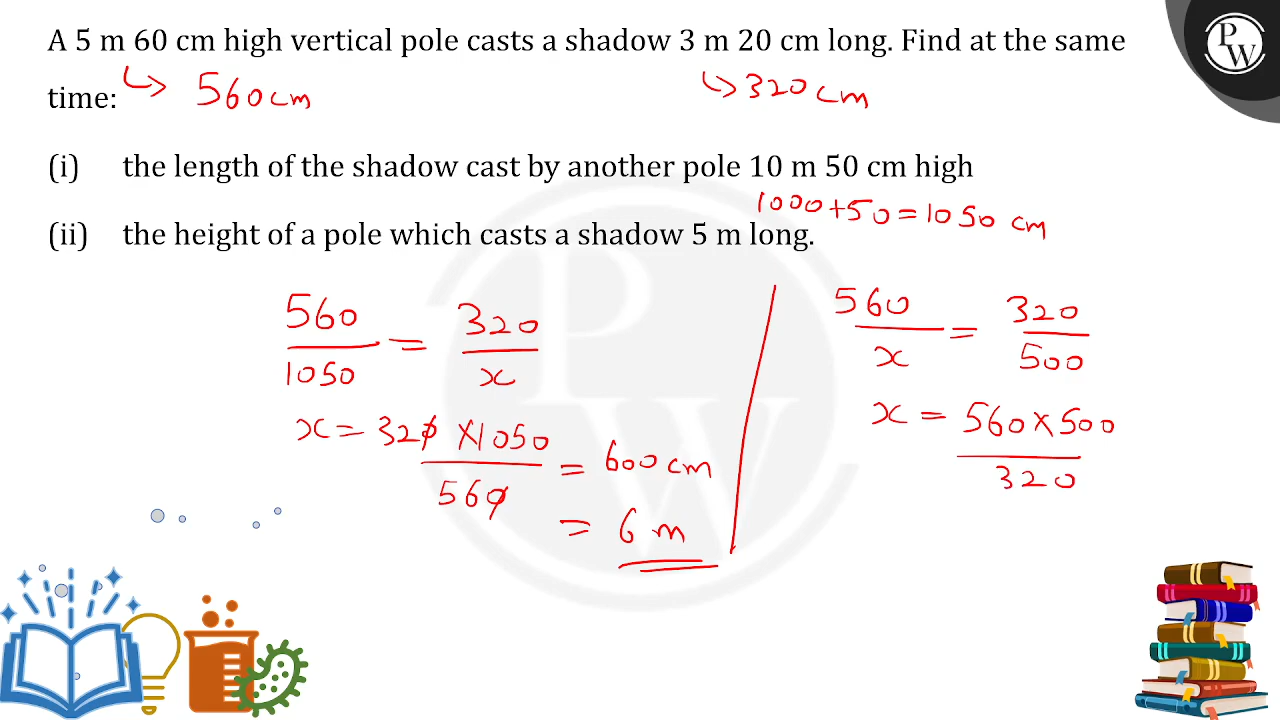 A 5 m 60 cm high vertical pole casts a shadow 3 m 20 cm long. Find at the same
time: ↳ 560 cm ↳ 320 cm
(i) the length of the shadow cast by another pole 10 m 50 cm high
1000+50=1050 cm
(ii) the height of a pole which casts a shadow 5 m long.
560/1050 = 320/x
x = 320 × 1050 / 560 = 600 cm
= 6 m
560/x = 320/500
x = 560 × 500 / 320
PW
PW